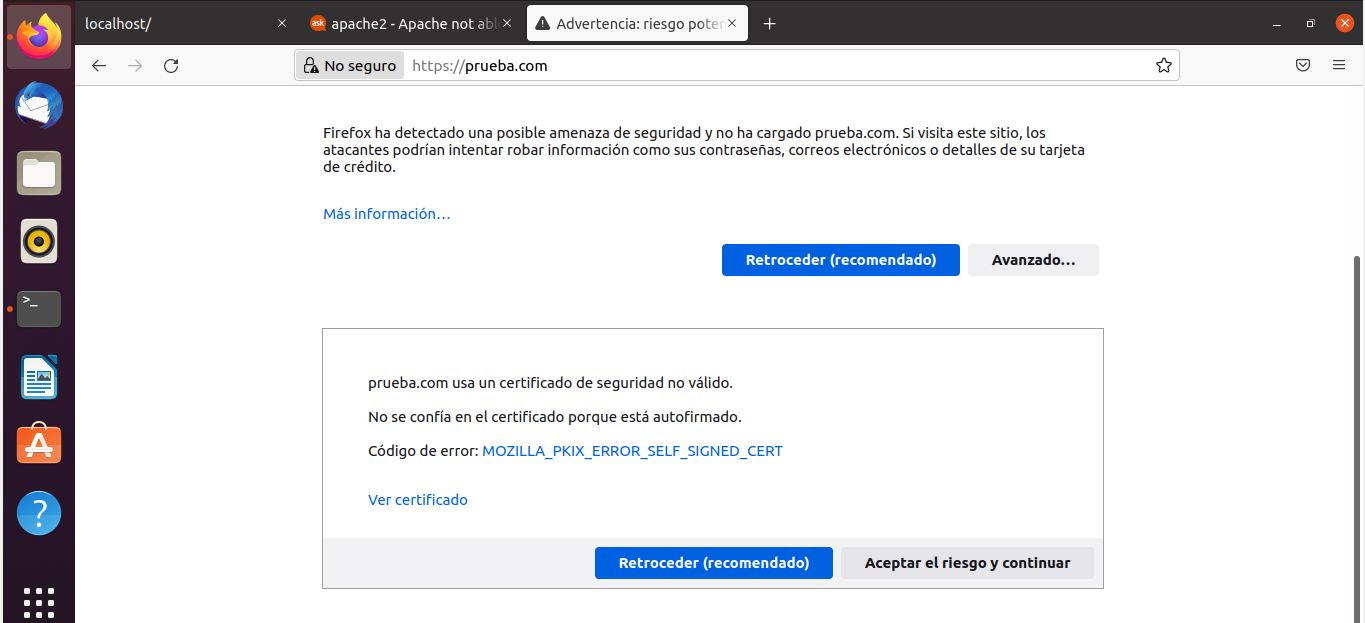 localhost/
ask apache2 - Apache not abl
Advertencia: riesgo poten
No seguro
https://prueba.com
Firefox ha detectado una posible amenaza de seguridad y no ha cargado prueba.com. Si visita este sitio, los
atacantes podrían intentar robar información como sus contraseñas, correos electrónicos o detalles de su tarjeta
de crédito.
Más información…
Retroceder (recomendado)
Avanzado…
prueba.com usa un certificado de seguridad no válido.
No se confía en el certificado porque está autofirmado.
Código de error: MOZILLA_PKIX_ERROR_SELF_SIGNED_CERT
Ver certificado
Retroceder (recomendado)
Aceptar el riesgo y continuar